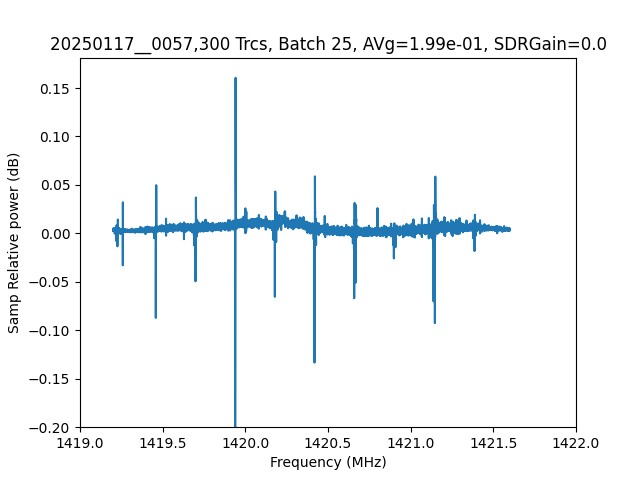 20250117__0057,300 Trcs, Batch 25, AVg=1.99e-01, SDRGain=0.0
Samp Relative power (dB)
0.15
0.10
0.05
0.00
−0.05
−0.10
−0.15
−0.20
1419.0 1419.5 1420.0 1420.5 1421.0 1421.5 1422.0
Frequency (MHz)